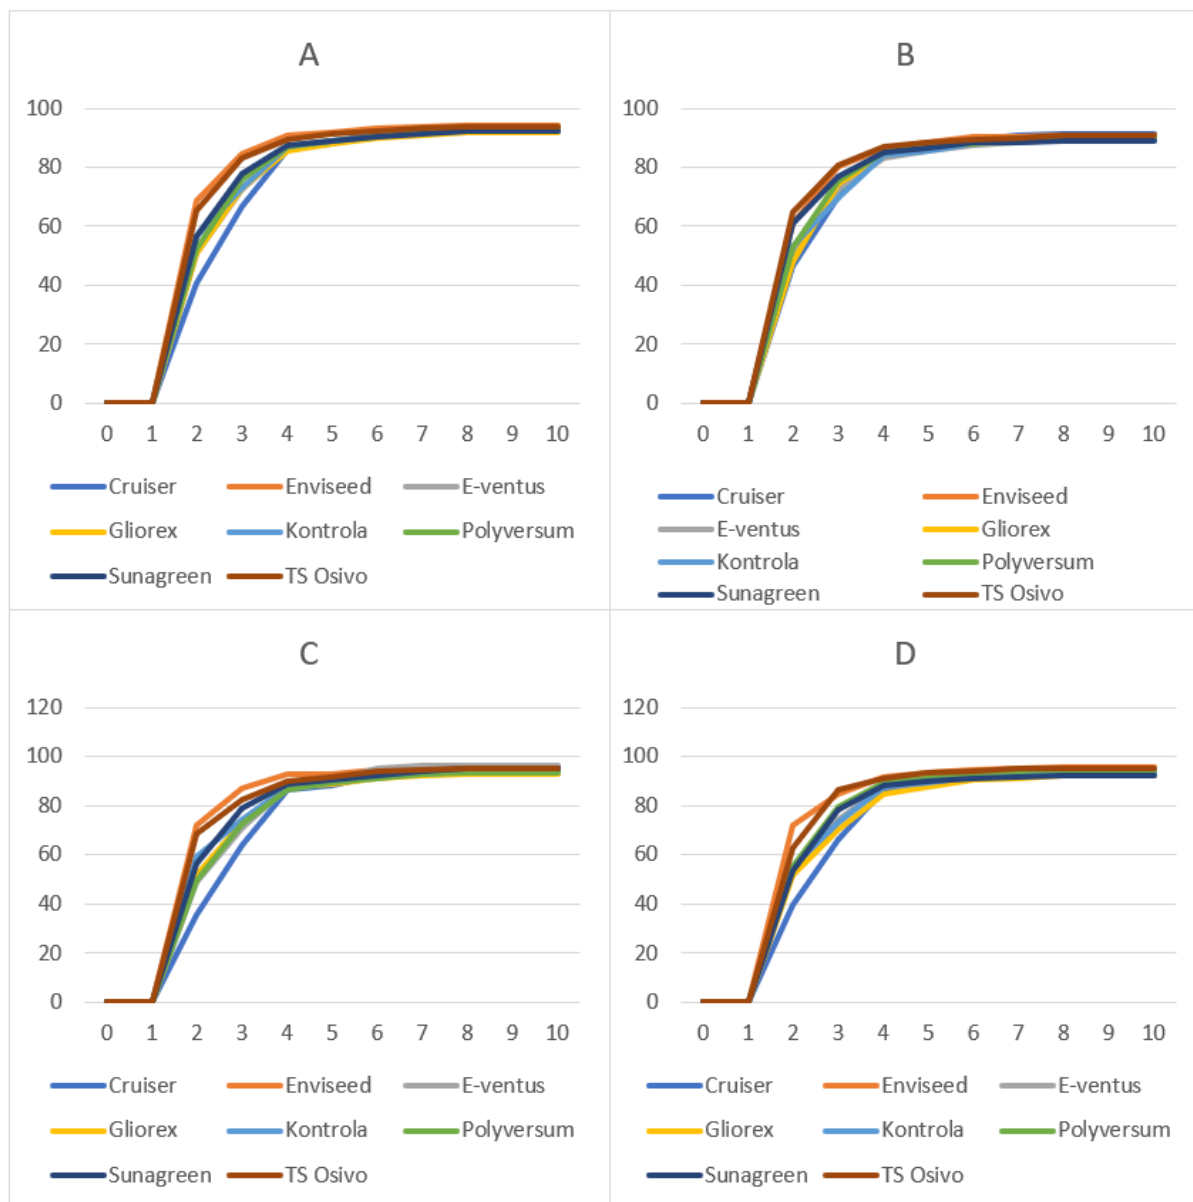 A
100
80
60
40
20
0
0 1 2 3 4 5 6 7 8 9 10
Cruiser Enviseed E-ventus
Gliorex Kontrola Polyversum
Sunagreen TS Osivo
B
100
80
60
40
20
0
0 1 2 3 4 5 6 7 8 9 10
Cruiser Enviseed
E-ventus Gliorex
Kontrola Polyversum
Sunagreen TS Osivo
C
120
100
80
60
40
20
0
0 1 2 3 4 5 6 7 8 9 10
Cruiser Enviseed E-ventus
Gliorex Kontrola Polyversum
Sunagreen TS Osivo
D
120
100
80
60
40
20
0
0 1 2 3 4 5 6 7 8 9 10
Cruiser Enviseed E-ventus
Gliorex Kontrola Polyversum
Sunagreen TS Osivo